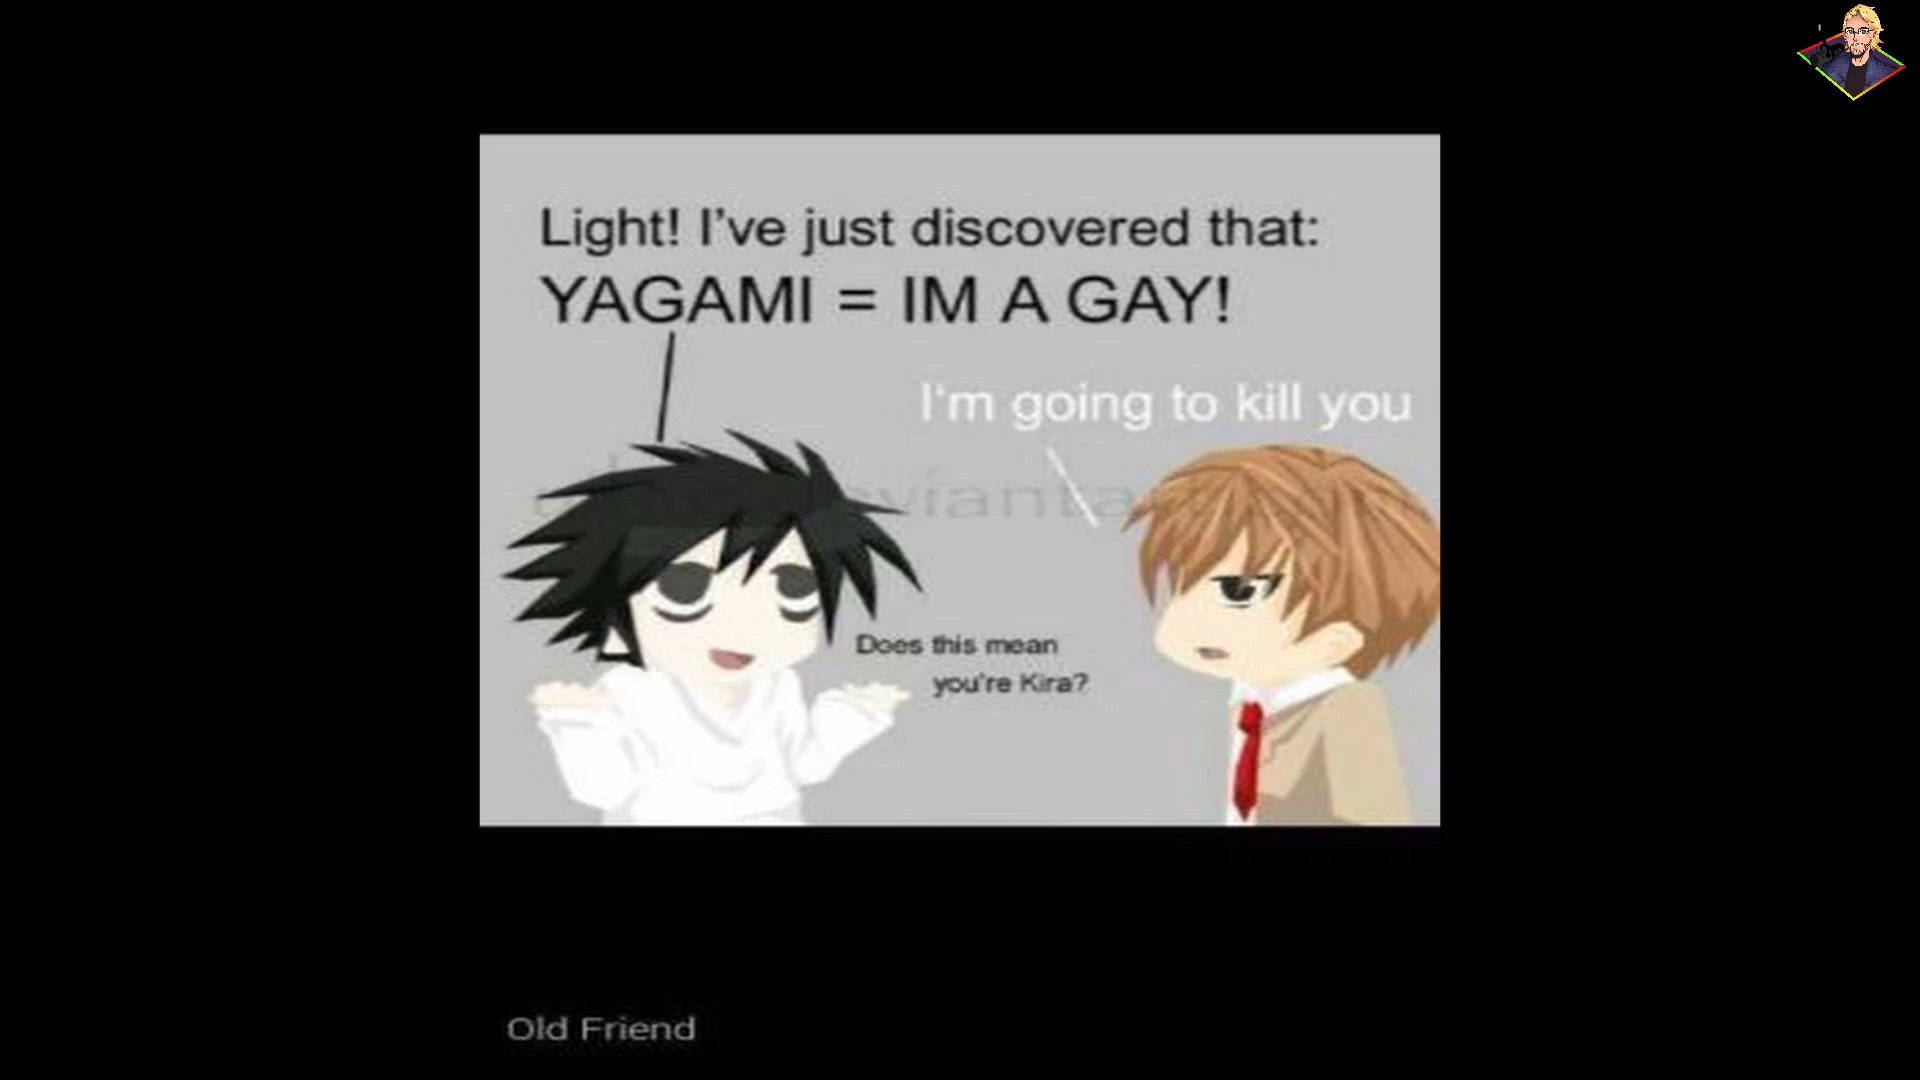 Light! I've just discovered that:
YAGAMI = IM A GAY!
I'm going to kill you
Does this mean
you're Kira?
Old Friend